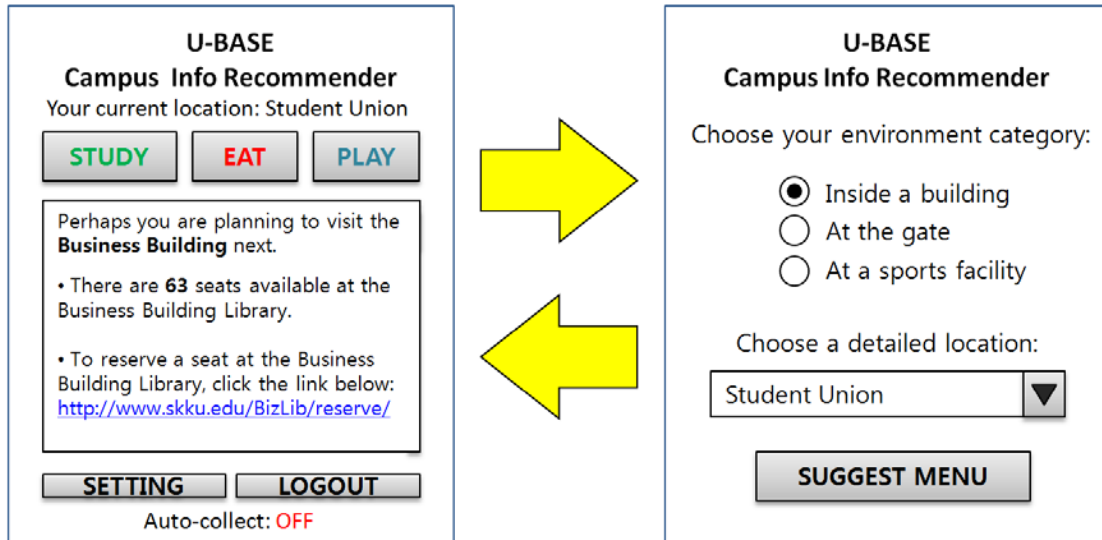 U-BASE
Campus Info Recommender
Your current location: Student Union
STUDY EAT PLAY
Perhaps you are planning to visit the
Business Building next.
• There are 63 seats available at the
Business Building Library.
• To reserve a seat at the Business
Building Library, click the link below:
http://www.skku.edu/BizLib/reserve/
SETTING LOGOUT
Auto-collect: OFF
U-BASE
Campus Info Recommender
Choose your environment category:
Inside a building
At the gate
At a sports facility
Choose a detailed location:
Student Union
SUGGEST MENU